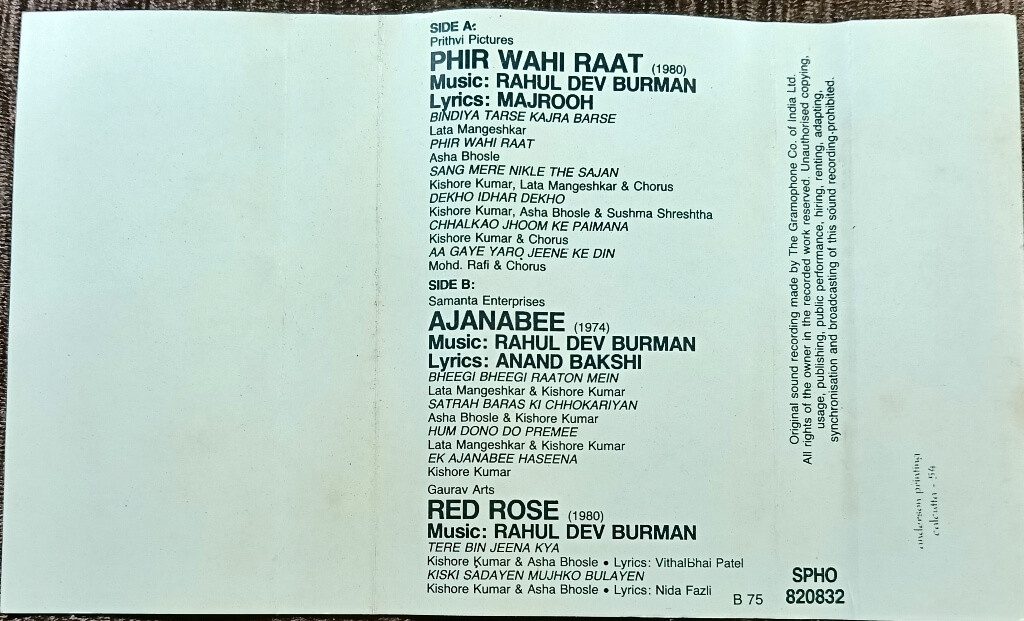 SIDE A:
Prithvi Pictures
PHIR WAHI RAAT (1980)
Music: RAHUL DEV BURMAN
Lyrics: MAJROOH
BINDIYA TARSE KAJRA BARSE
Lata Mangeshkar
PHIR WAHI RAAT
Asha Bhosle
SANG MERE NIKLE THE SAJAN
Kishore Kumar, Lata Mangeshkar & Chorus
DEKHO IDHAR DEKHO
Kishore Kumar, Asha Bhosle & Sushma Shreshtha
CHHALKAO JHOOM KE PAIMANA
Kishore Kumar & Chorus
AA GAYE YARO JEENE KE DIN
Mohd. Rafi & Chorus
SIDE B:
Samanta Enterprises
AJANABEE (1974)
Music: RAHUL DEV BURMAN
Lyrics: ANAND BAKSHI
BHEEGI BHEEGI RAATON MEIN
Lata Mangeshkar & Kishore Kumar
SATRAH BARAS KI CHHOKARIYAN
Asha Bhosle & Kishore Kumar
HUM DONO DO PREMEE
Lata Mangeshkar & Kishore Kumar
EK AJANABEE HASEENA
Kishore Kumar
Gaurav Arts
RED ROSE (1980)
Music: RAHUL DEV BURMAN
TERE BIN JEENA KYA
Kishore Kumar & Asha Bhosle • Lyrics: Vithalbhai Patel
KISKI SADAYEN MUJHKO BULAYEN
Kishore Kumar & Asha Bhosle • Lyrics: Nida Fazli
B 75
SPHO
820832
Original sound recording made by The Gramophone Co. of India Ltd.
All rights of the owner in the recorded work reserved. Unauthorised copying,
usage, publishing, public performance, hiring, renting, adapting,
synchronisation and broadcasting of this sound recording prohibited.
anderson printing
calcutta - 54